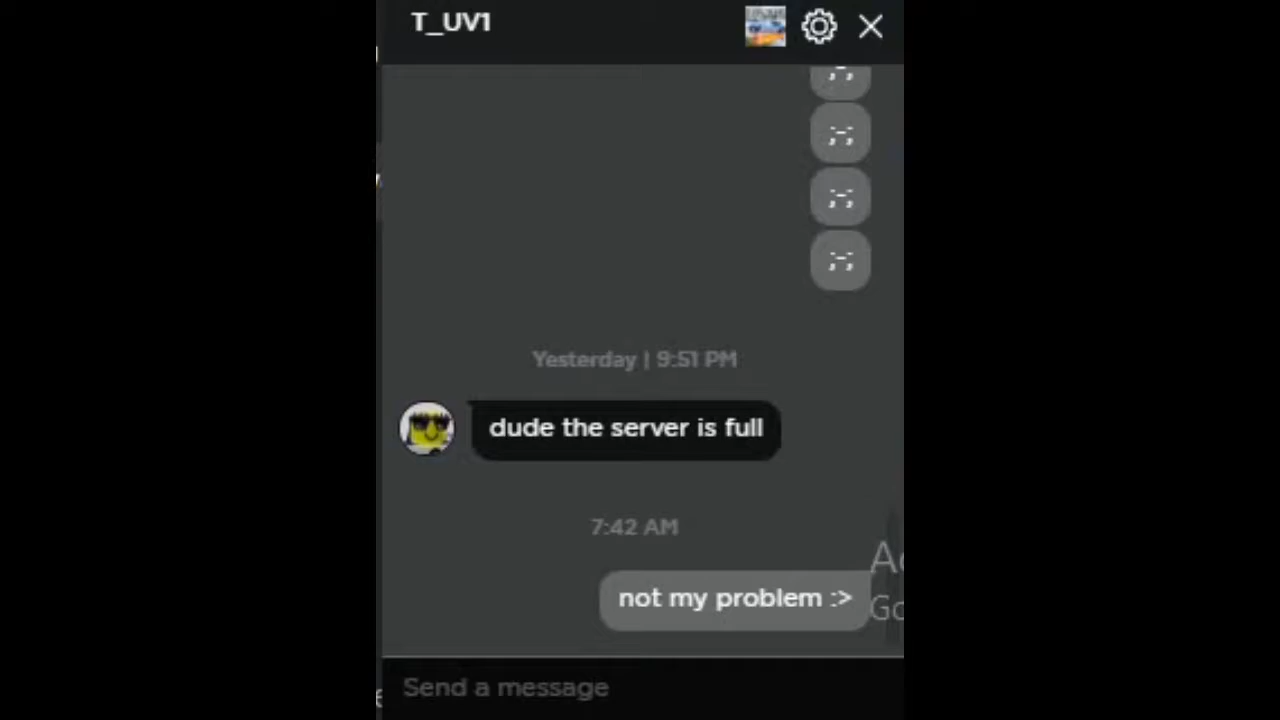 T_UV1
;-;
;-;
;-;
;-;
Yesterday | 9:51 PM
dude the server is full
7:42 AM
not my problem :>
Send a message